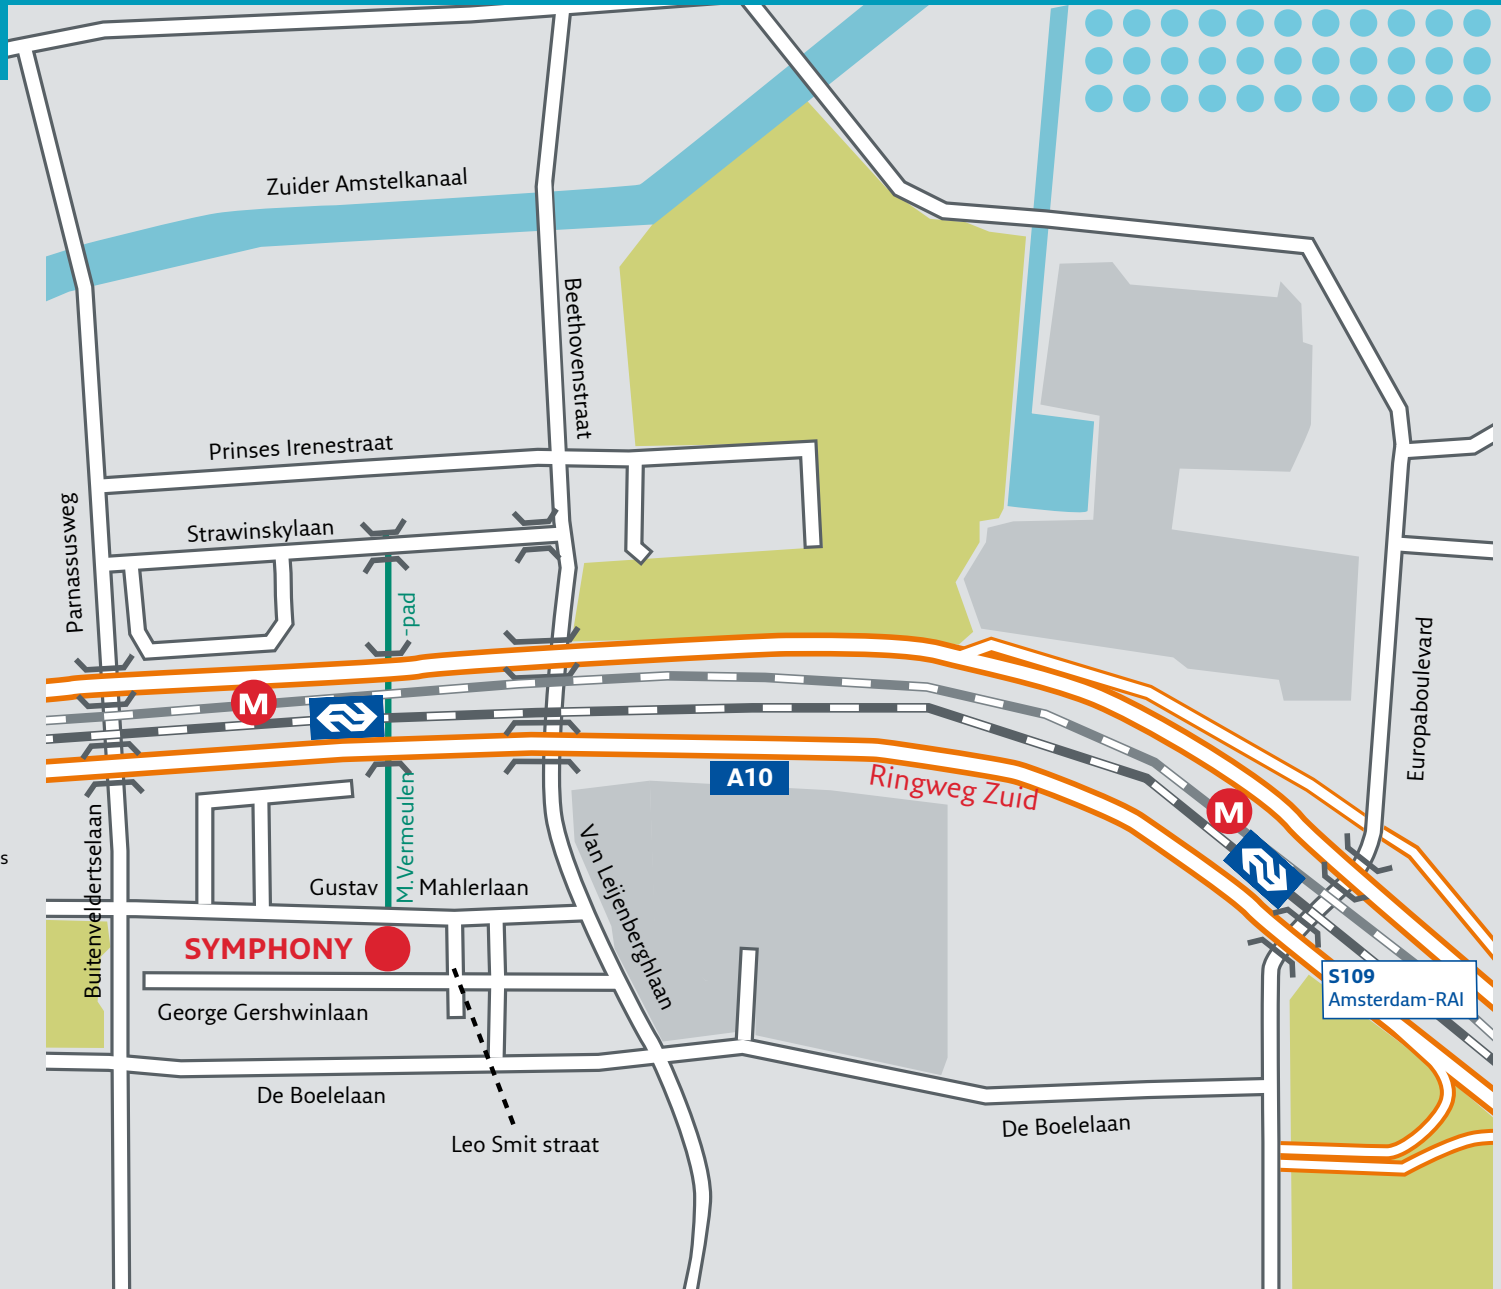 Zuider Amstelkanaal
Beethovenstraat
Prinses Irenestraat
Parnassusweg
Strawinskylaan
-pad
Europaboulevard
M
A10
Ringweg Zuid
M
s
Buitenveldertselaan
M.Vermeulen
Gustav Mahlerlaan
Van Leijenberghlaan
SYMPHONY
S109
Amsterdam-RAI
George Gershwinlaan
De Boelelaan
De Boelelaan
Leo Smit straat